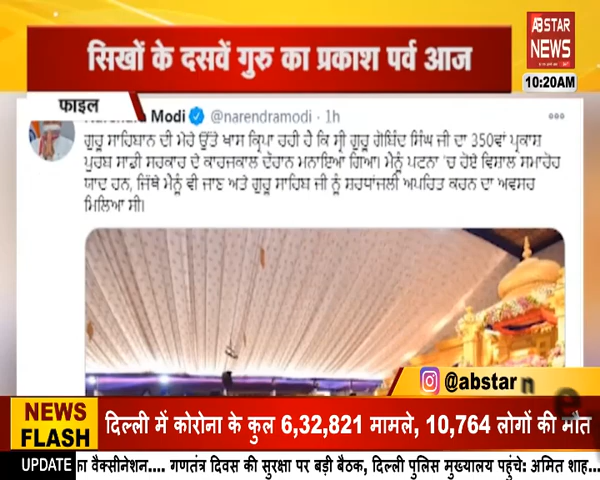 सिखों के दसवें गुरु का प्रकाश पर्व आज
ABSTAR
NEWS
10:20AM
फाइल
Narendra Modi @narendramodi · 1h
ਗੁਰੂ ਸਾਹਿਬਾਨ ਦੀ ਮੇਰੇ ਉੱਤੇ ਖਾਸ ਕ੍ਰਿਪਾ ਰਹੀ ਹੈ ਕਿ ਸ੍ਰੀ ਗੁਰੂ ਗੋਬਿੰਦ ਸਿੰਘ ਜੀ ਦਾ 350ਵਾਂ ਪ੍ਰਕਾਸ਼
ਪੁਰਬ ਸਾਡੀ ਸਰਕਾਰ ਦੇ ਕਾਰਜਕਾਲ ਦੌਰਾਨ ਮਨਾਇਆ ਗਿਆ। ਮੈਨੂੰ ਪਟਨਾ 'ਚ ਹੋਏ ਵਿਸ਼ਾਲ ਸਮਾਰੋਹ
ਯਾਦ ਹਨ, ਜਿੱਥੇ ਮੈਨੂੰ ਵੀ ਜਾਣ ਅਤੇ ਗੁਰੂ ਸਾਹਿਬ ਜੀ ਨੂੰ ਸ਼ਰਧਾਂਜਲੀ ਅਰਪਿਤ ਕਰਨ ਦਾ ਅਵਸਰ
ਮਿਲਿਆ ਸੀ।
@abstar n e
NEWS
FLASH
दिल्ली में कोरोना के कुल 6,32,821 मामले, 10,764 लोगों की मौत
UPDATE
का वैक्सीनेशन.... गणतंत्र दिवस की सुरक्षा पर बड़ी बैठक, दिल्ली पुलिस मुख्यालय पहुंचे: अमित शाह...